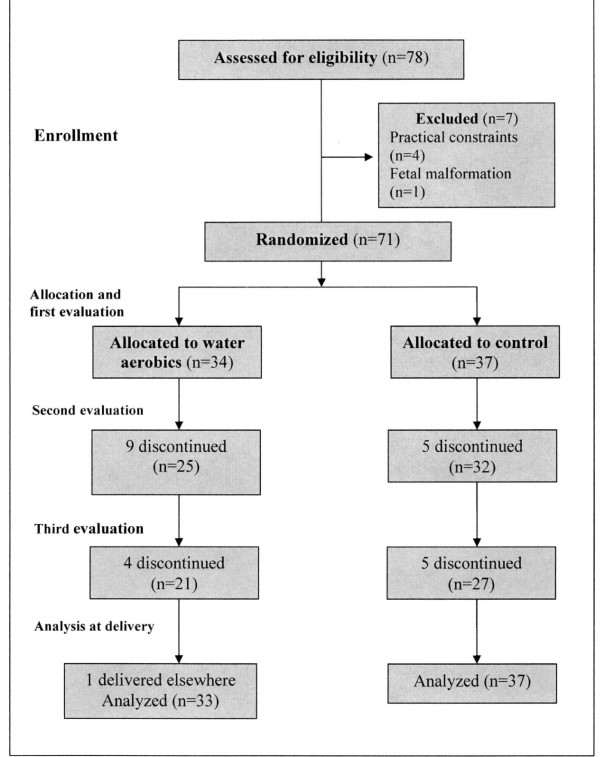 Assessed for eligibility (n=78)
Enrollment
Excluded (n=7)
Practical constraints
(n=4)
Fetal malformation
(n=1)
Randomized (n=71)
Allocation and
first evaluation
Allocated to water
aerobics (n=34)
Allocated to control
(n=37)
Second evaluation
9 discontinued
(n=25)
5 discontinued
(n=32)
Third evaluation
4 discontinued
(n=21)
5 discontinued
(n=27)
Analysis at delivery
1 delivered elsewhere
Analyzed (n=33)
Analyzed (n=37)